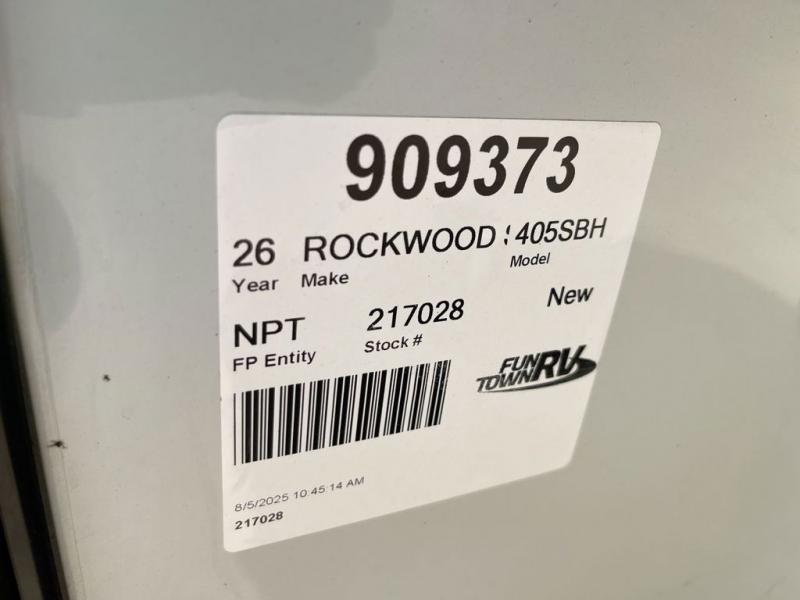 909373
26 ROCKWOOD 405SBH
Year Make Model
NPT 217028 New
FP Entity Stock #
FUN TOWN RV
8/5/2025 10:45:14 AM
217028